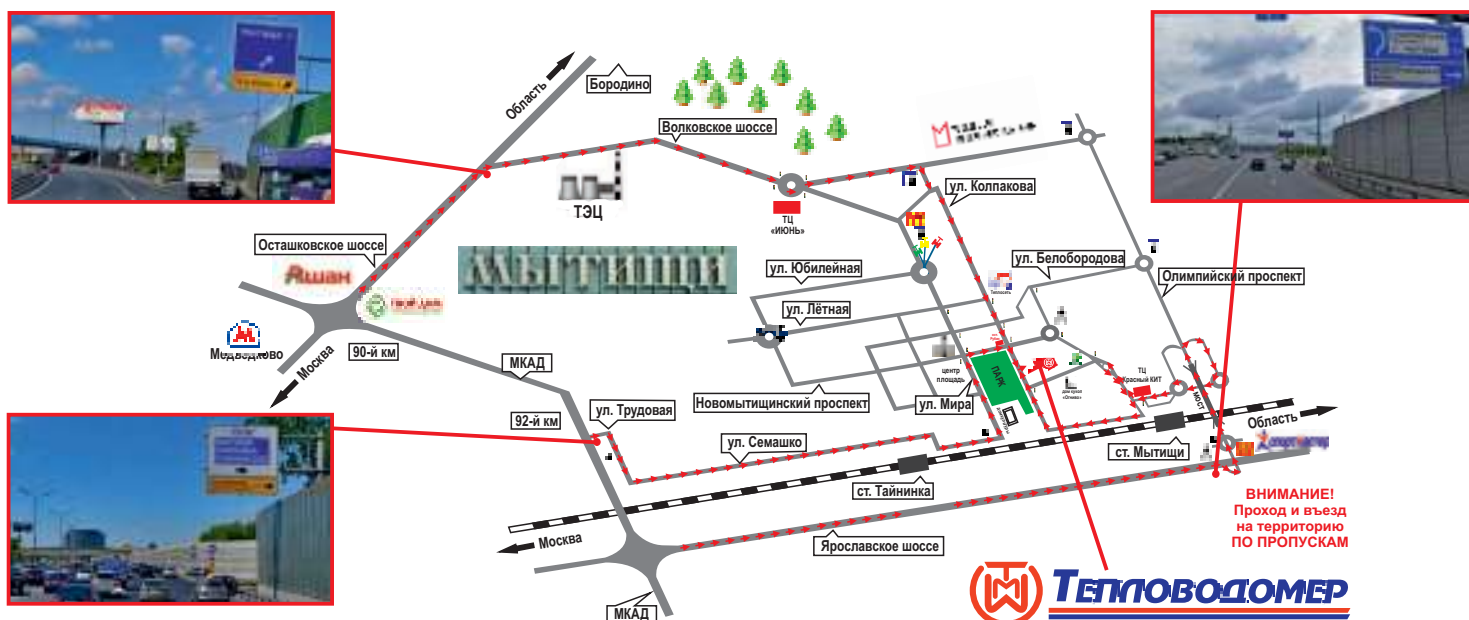 Область
Бородино
Волковское шоссе
ТЭЦ
ТЦ
«ИЮНЬ»
ул. Колпакова
Осташковское шоссе
Ашан
МЫТИЩИ
ул. Юбилейная
ул. Белобородова
Олимпийский проспект
ул. Лётная
Медведково
90-й км
Москва
МКАД
центр
площадь
ПАРК
ТЦ
Красный КИТ
мост
Новомытищинский проспект
ул. Мира
92-й км
ул. Трудовая
ул. Семашко
Область
ст. Мытищи
ст. Тайнинка
Москва
Ярославское шоссе
МКАД
ВНИМАНИЕ!
Проход и въезд
на территорию
ПО ПРОПУСКАМ
ТЕПЛОВОДОМЕР